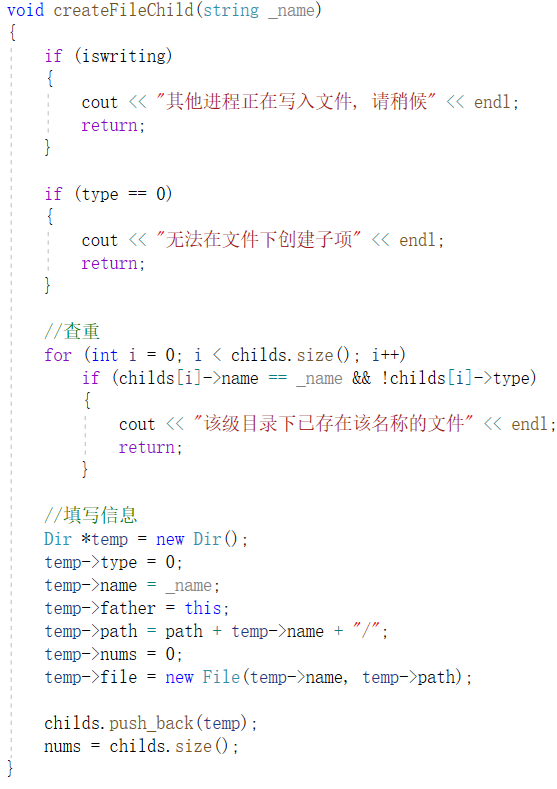 void createFileChild(string _name)
{
    if (iswriting)
    {
        cout << "其他进程正在写入文件, 请稍候" << endl;
        return;
    }

    if (type == 0)
    {
        cout << "无法在文件下创建子项" << endl;
        return;
    }

    //查重
    for (int i = 0; i < childs.size(); i++)
        if (childs[i]->name == _name && !childs[i]->type)
        {
            cout << "该级目录下已存在该名称的文件" << endl;
            return;
        }

    //填写信息
    Dir *temp = new Dir();
    temp->type = 0;
    temp->name = _name;
    temp->father = this;
    temp->path = path + temp->name + "/";
    temp->nums = 0;
    temp->file = new File(temp->name, temp->path);

    childs.push_back(temp);
    nums = childs.size();
}